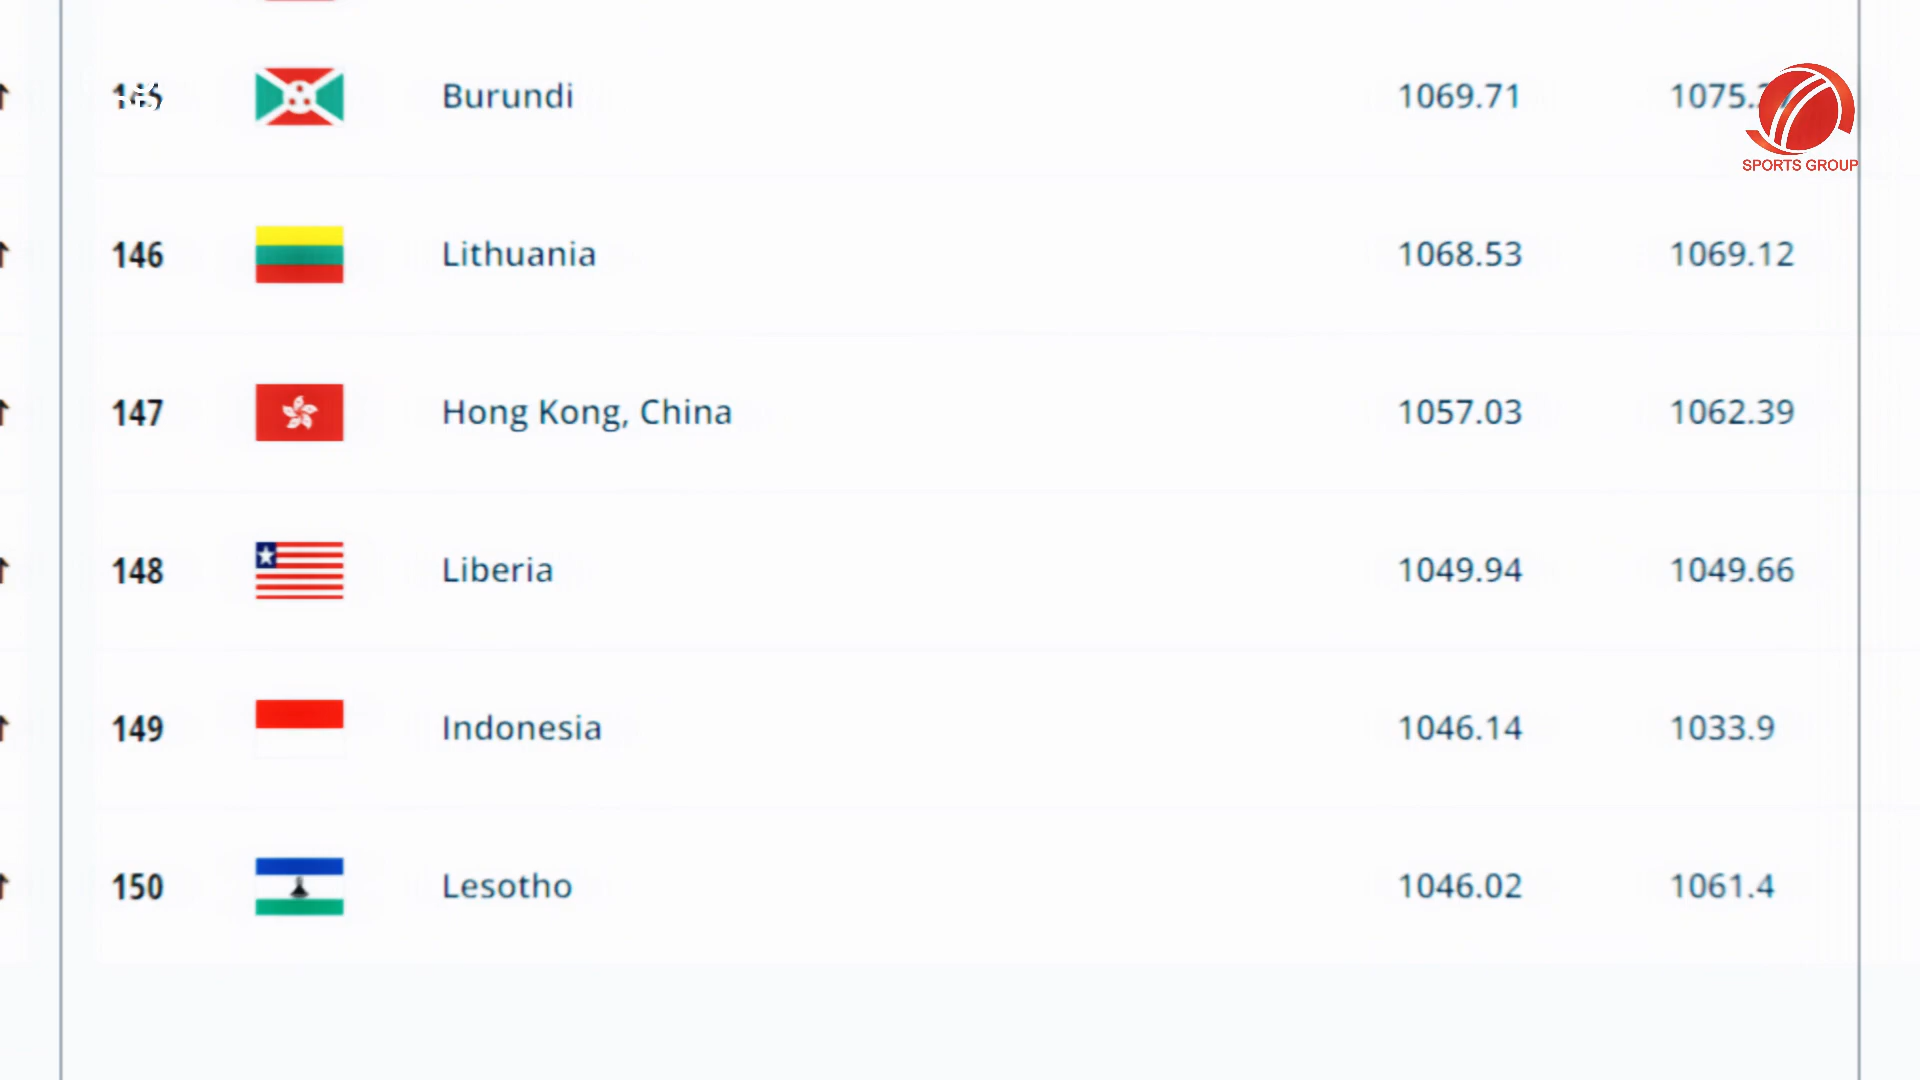 Burundi 1069.71
SPORTS GROUP
146 Lithuania 1068.53 1069.12
147 Hong Kong, China 1057.03 1062.39
148 Liberia 1049.94 1049.66
149 Indonesia 1046.14 1033.9
150 Lesotho 1046.02 1061.4